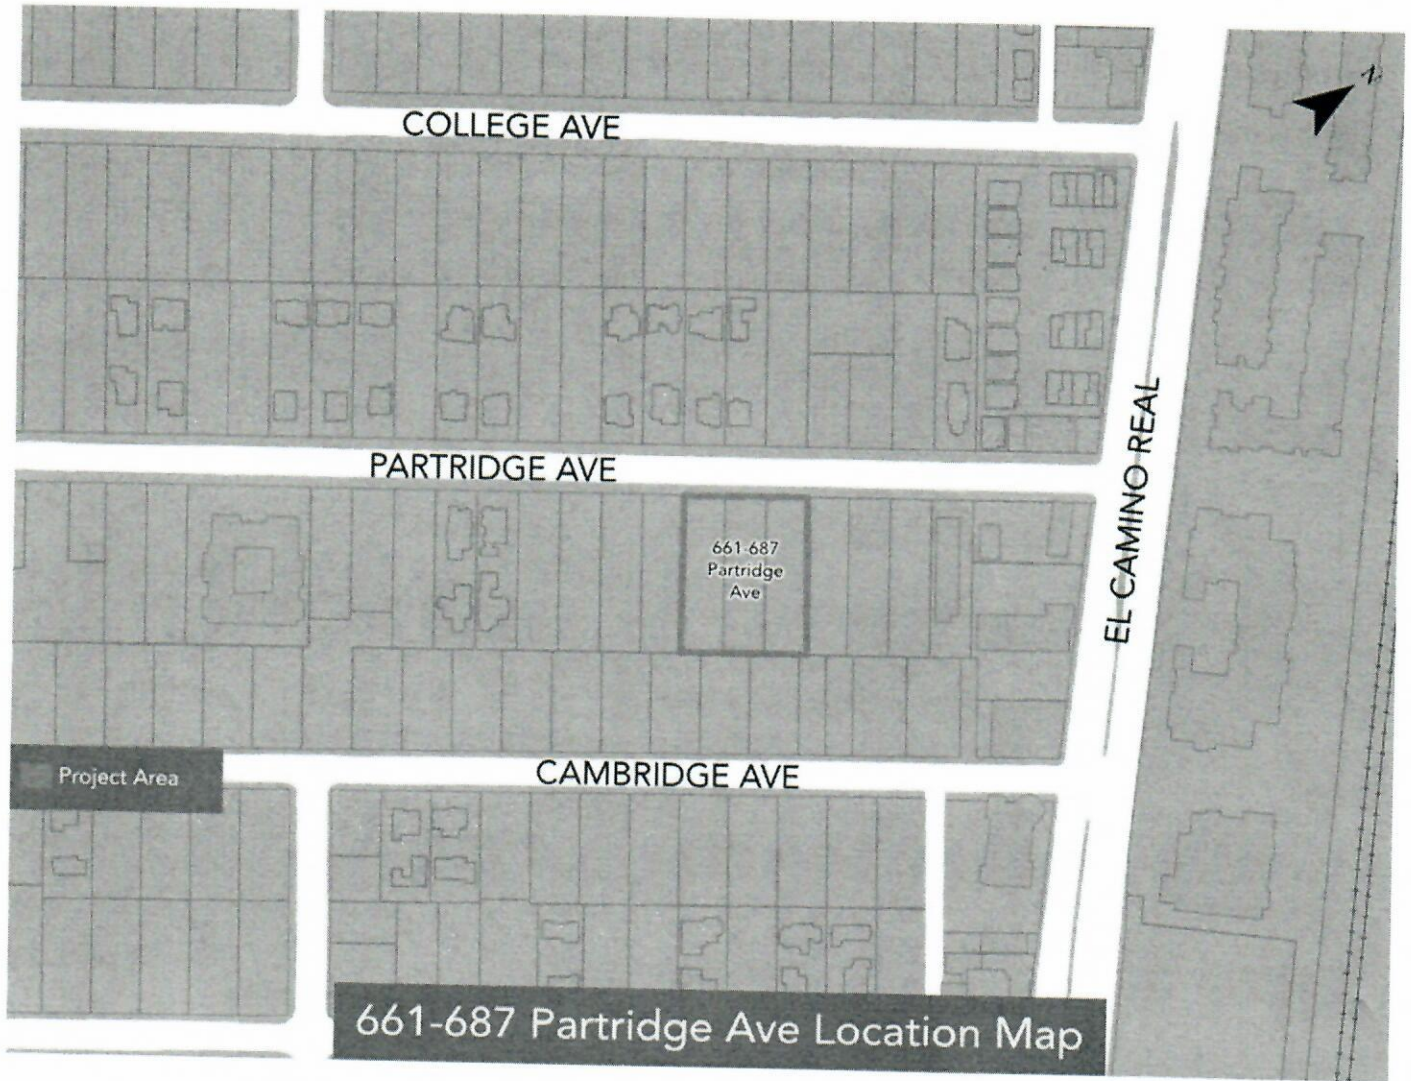 N
COLLEGE AVE
PARTRIDGE AVE
661-687
Partridge
Ave
EL CAMINO REAL
Project Area
CAMBRIDGE AVE
661-687 Partridge Ave Location Map